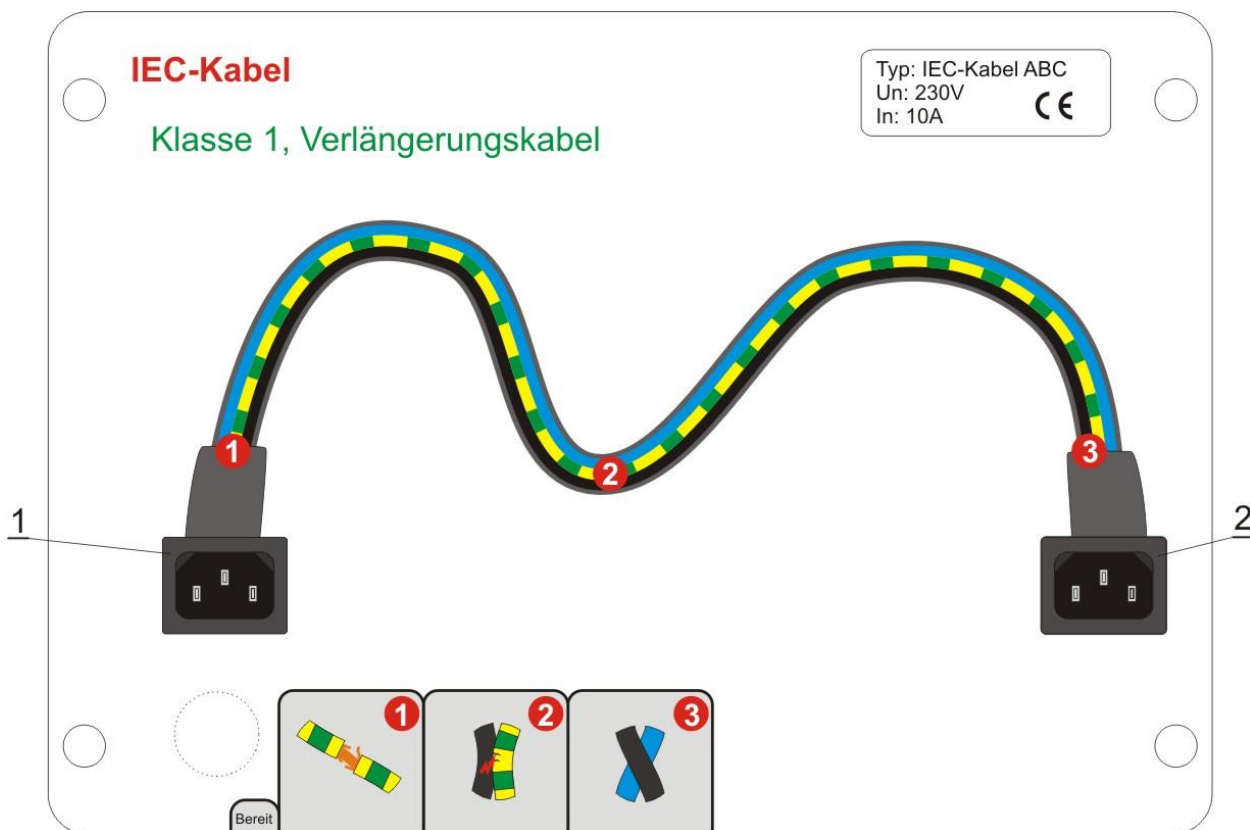 IEC-Kabel
Klasse 1, Verlängerungskabel
Typ: IEC-Kabel ABC
Un: 230V
In: 10A
CE
1
2
3
1
2
1
2
3
Bereit